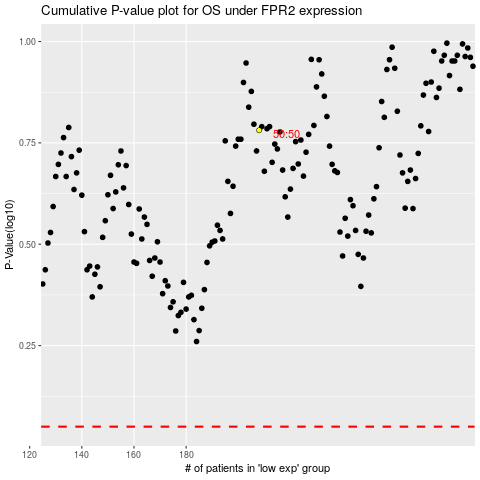 Cumulative P-value plot for OS under FPR2 expression
P-Value(log10)
1.00
0.75
0.50
0.25
50:50
120 140 160 180
# of patients in 'low exp' group